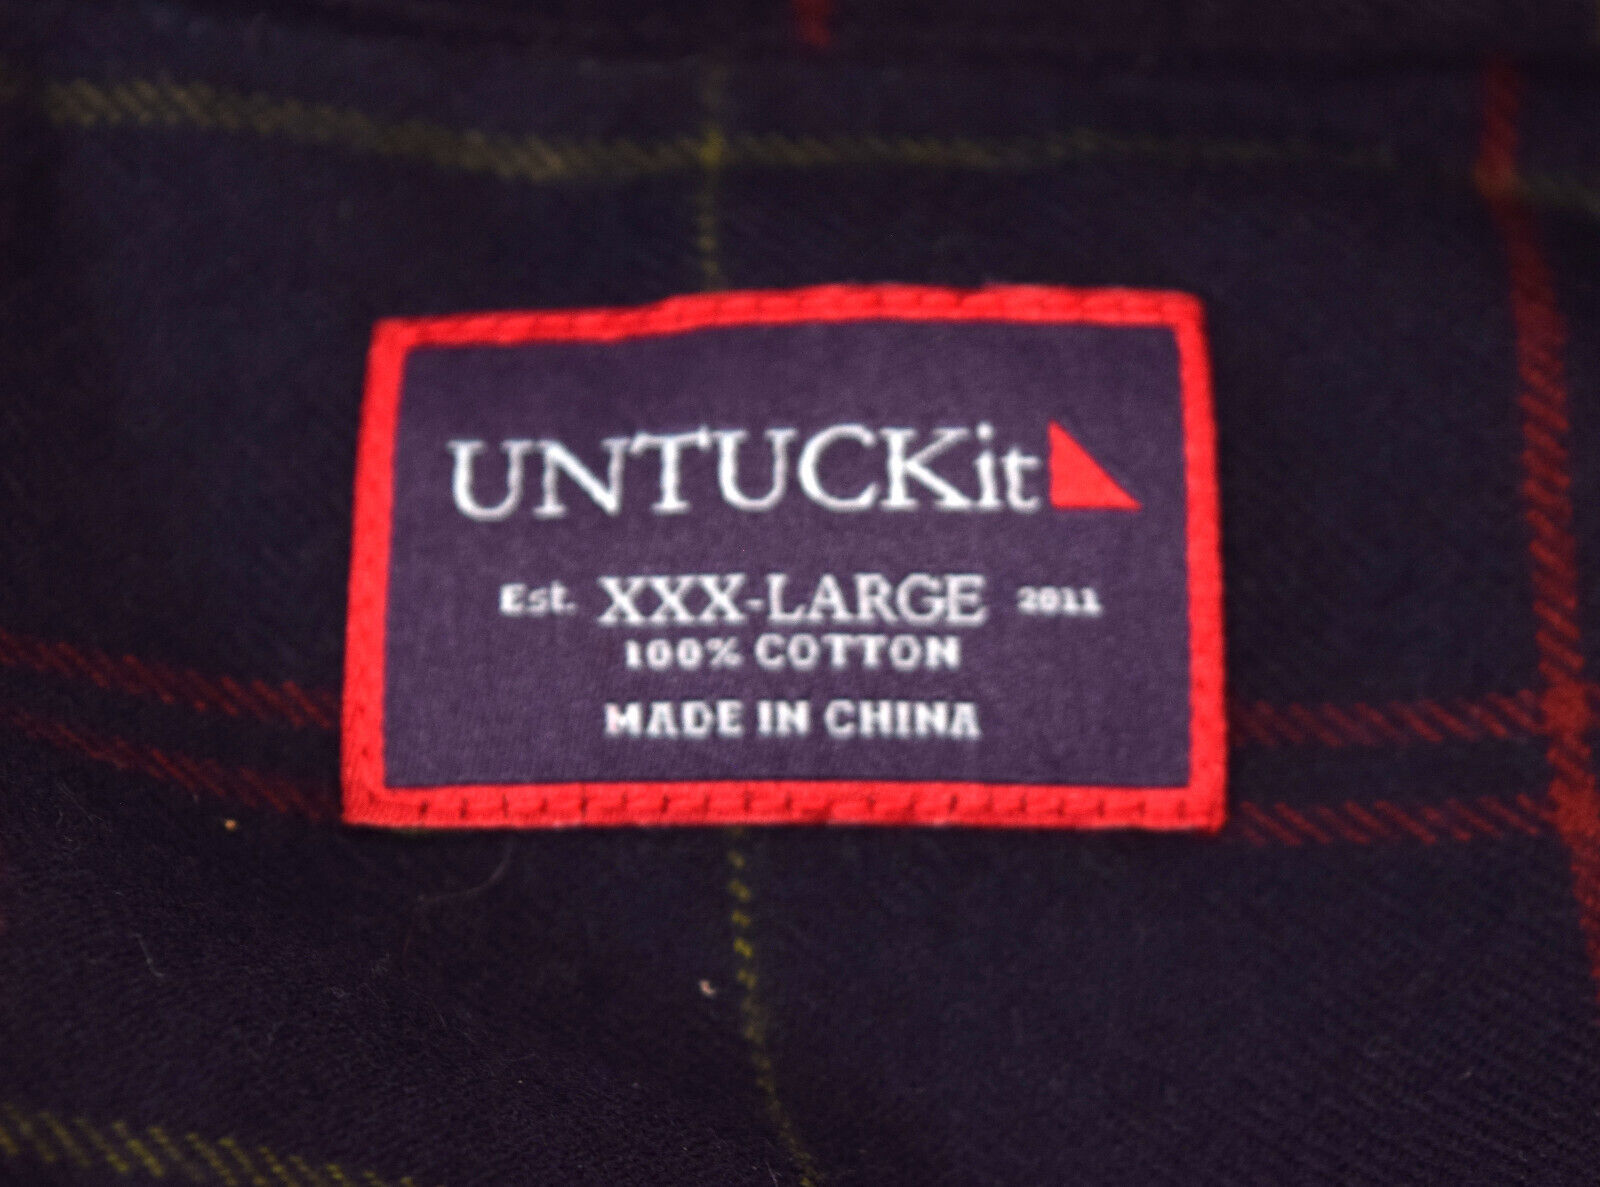 UNTUCKit
Est. XXX-LARGE 2011
100% COTTON
MADE IN CHINA